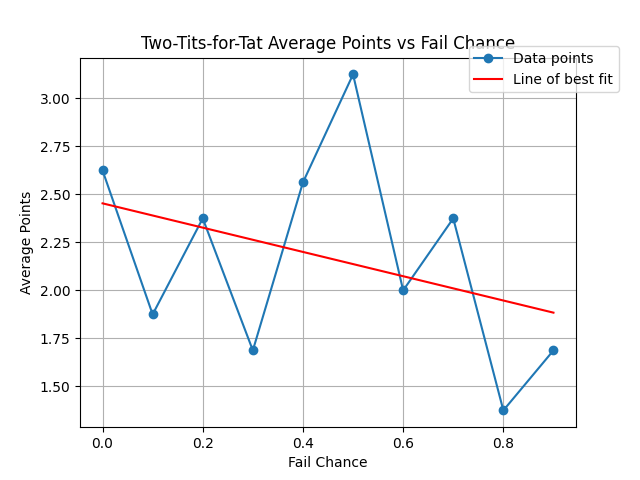 Two-Tits-for-Tat Average Points vs Fail Chance
Data points
Line of best fit
Average Points
3.00
2.75
2.50
2.25
2.00
1.75
1.50
0.0 0.2 0.4 0.6 0.8
Fail Chance